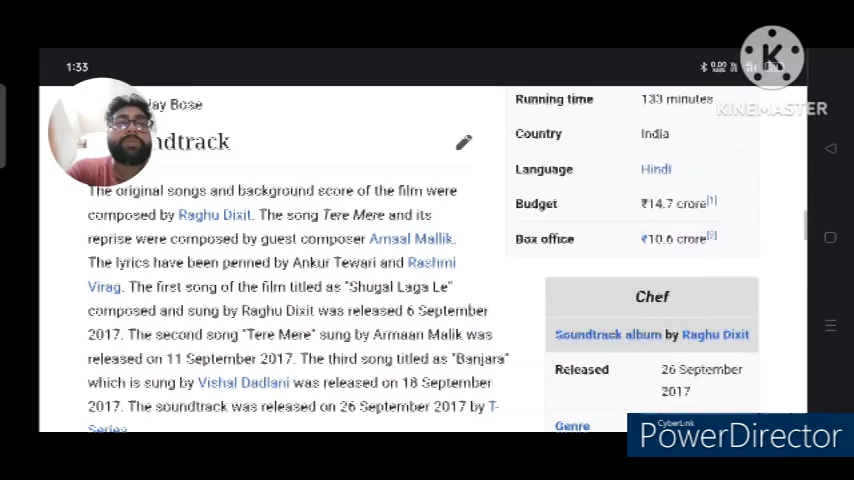 1:33
KINEMASTER
jay Bose
ndtrack
The original songs and background score of the film were
composed by Raghu Dixit. The song Tere Mere and its
reprise were composed by guest composer Amaal Mallik.
The lyrics have been penned by Ankur Tewari and Rashmi
Virag. The first song of the film titled as "Shugal Laga Le"
composed and sung by Raghu Dixit was released 6 September
2017. The second song "Tere Mere" sung by Armaan Malik was
released on 11 September 2017. The third song titled as "Banjara"
which is sung by Vishal Dadlani was released on 18 September
2017. The soundtrack was released on 26 September 2017 by T-
Series.
Running time 133 minutes
Country India
Language Hindi
Budget ₹14.7 crore[1]
Box office ₹10.6 crore[2]
Chef
Soundtrack album by Raghu Dixit
Released 26 September
2017
Genre
CyberLink
PowerDirector